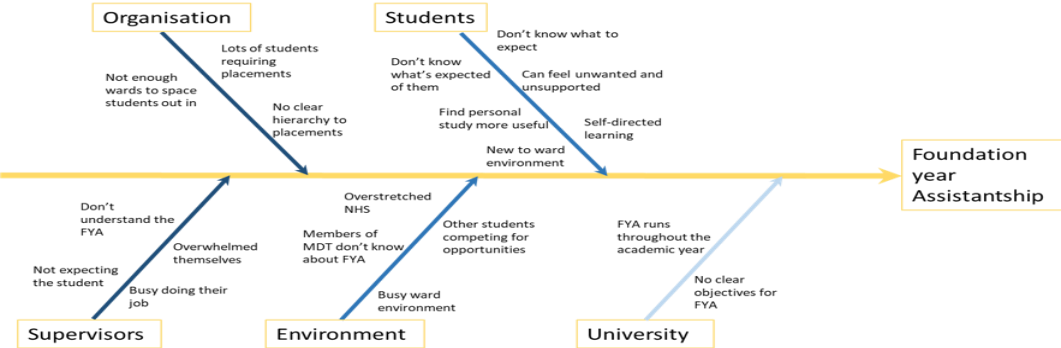 Organisation
Lots of students
requiring
placements
Not enough
wards to space
students out in
No clear
hierarchy to
placements
Students
Don’t know what to
expect
Don’t know
what’s expected
of them
Can feel unwanted and
unsupported
Find personal
study more useful
Self-directed
learning
New to ward
environment
Foundation
year
Assistantship
Don’t
understand the
FYA
Overwhelmed
themselves
Not expecting
the student
Busy doing their
job
Supervisors
Overstretched
NHS
Members of
MDT don’t know
about FYA
Other students
competing for
opportunities
Busy ward
environment
Environment
FYA runs
throughout the
academic year
No clear
objectives for
FYA
University